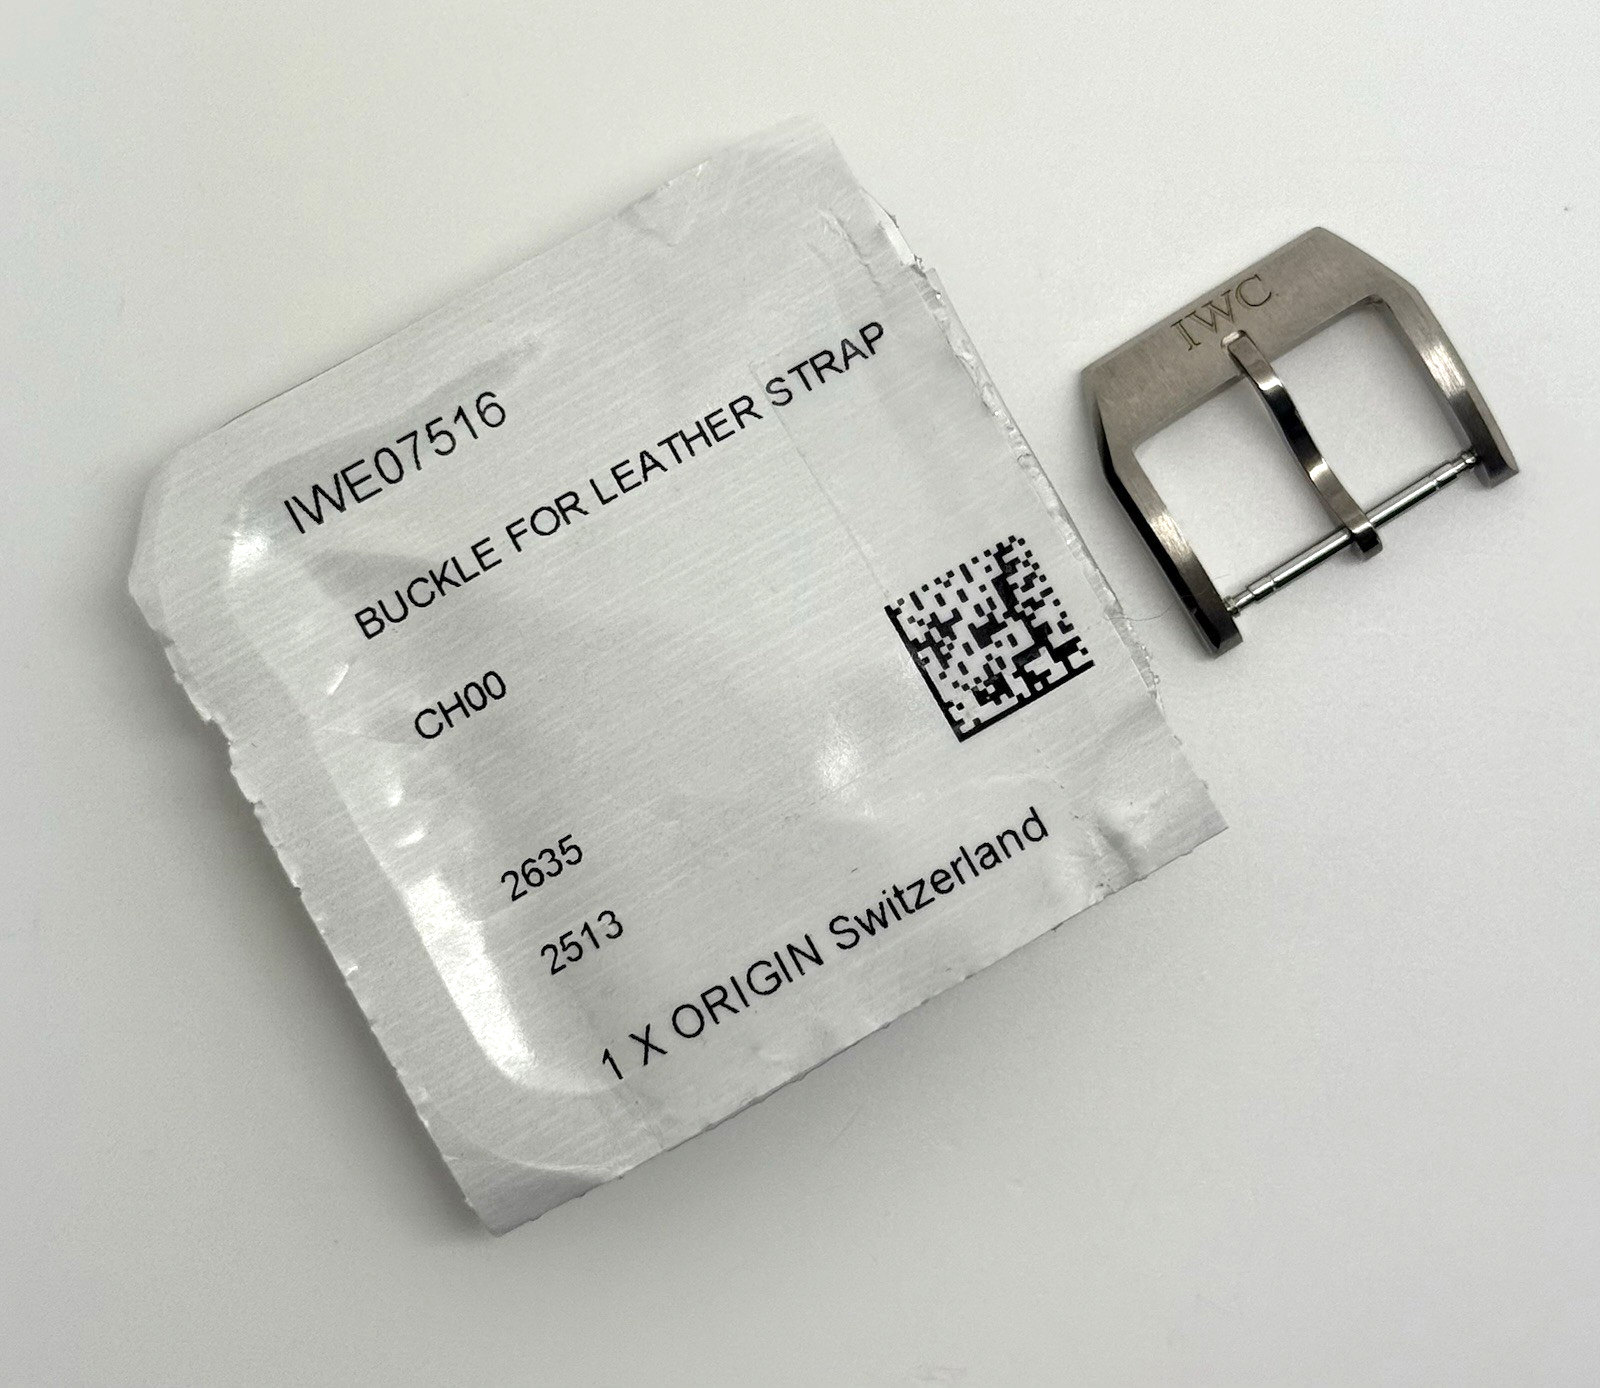 IWE07516
BUCKLE FOR LEATHER STRAP
CH00
2635
2513
1 X ORIGIN Switzerland
IWC